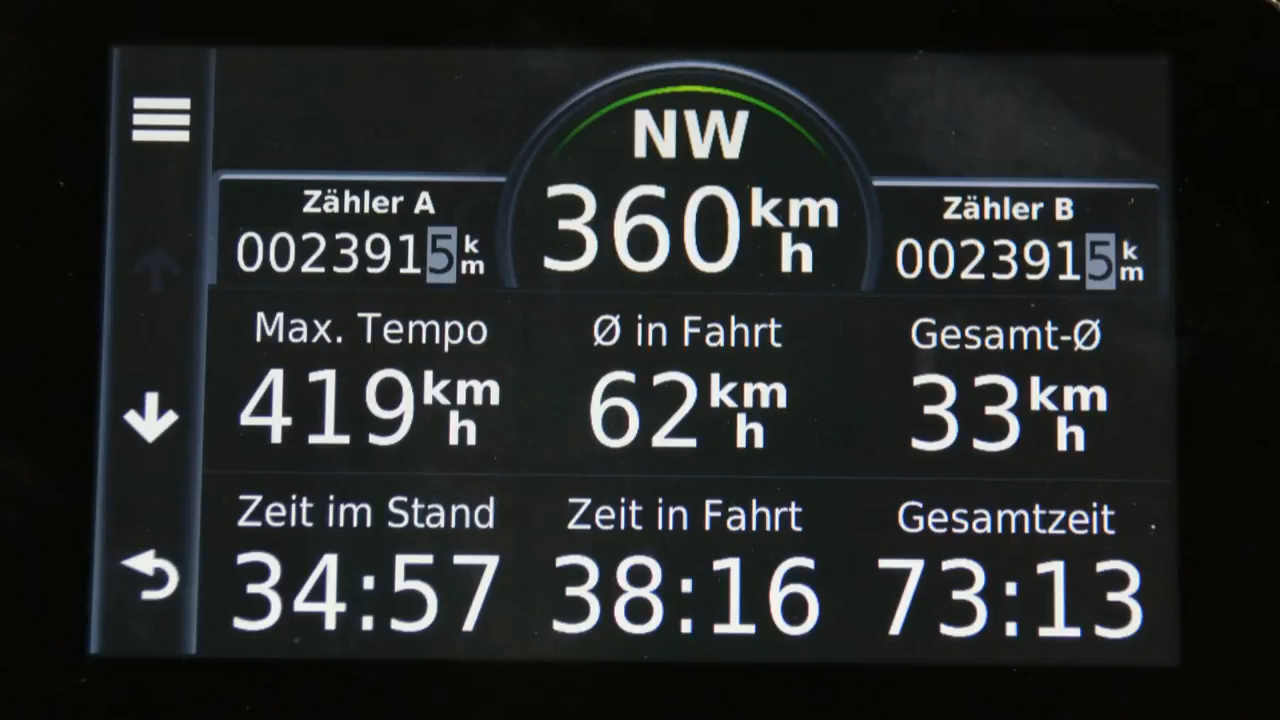 NW
360 km/h
Zähler A
0023915 km
Zähler B
0023915 km
Max. Tempo
419 km/h
Ø in Fahrt
62 km/h
Gesamt-Ø
33 km/h
Zeit im Stand
34:57
Zeit in Fahrt
38:16
Gesamtzeit
73:13